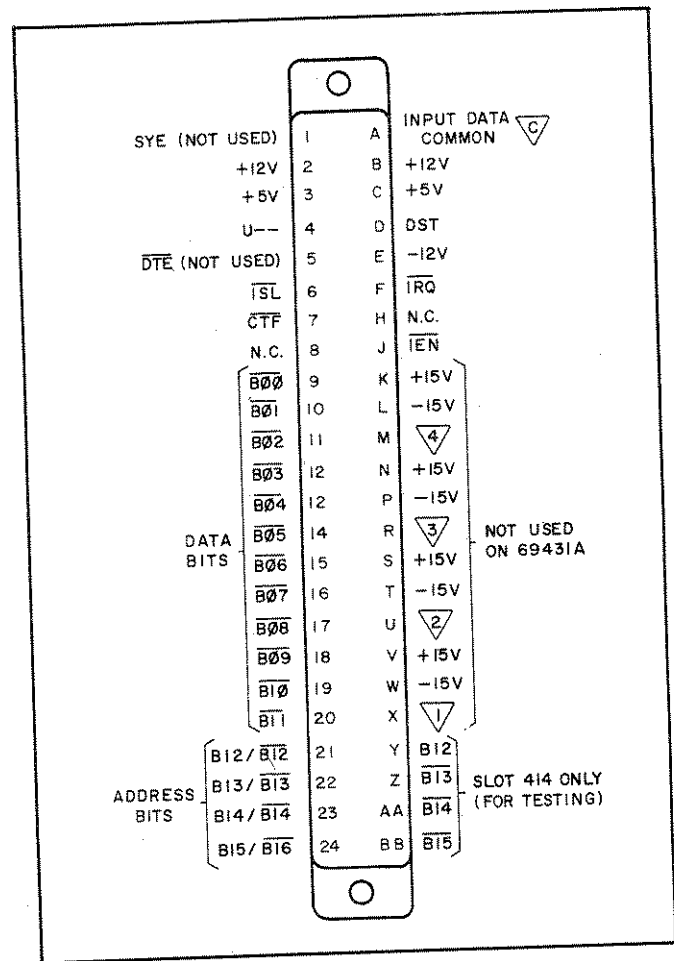 INPUT DATA
SYE (NOT USED) 1 A COMMON C
+12V 2 B +12V
+5V 3 C +5V
U-- 4 D DST
DTE (NOT USED) 5 E -12V
ISL 6 F IRQ
CTF 7 H N.C.
N.C. 8 J IEN
BØØ 9 K +15V
BØ1 10 L -15V
BØ2 11 M 4
BØ3 12 N +15V
BØ4 12 P -15V
DATA BØ5 14 R 3 NOT USED
BITS BØ6 15 S +15V ON 69431A
BØ7 16 T -15V
BØ8 17 U 2
BØ9 18 V +15V
B1Ø 19 W -15V
B11 20 X 1
B12/B12 21 Y B12
ADDRESS B13/B13 22 Z B13 SLOT 414 ONLY
BITS B14/B14 23 AA B14 (FOR TESTING)
B15/B16 24 BB B15